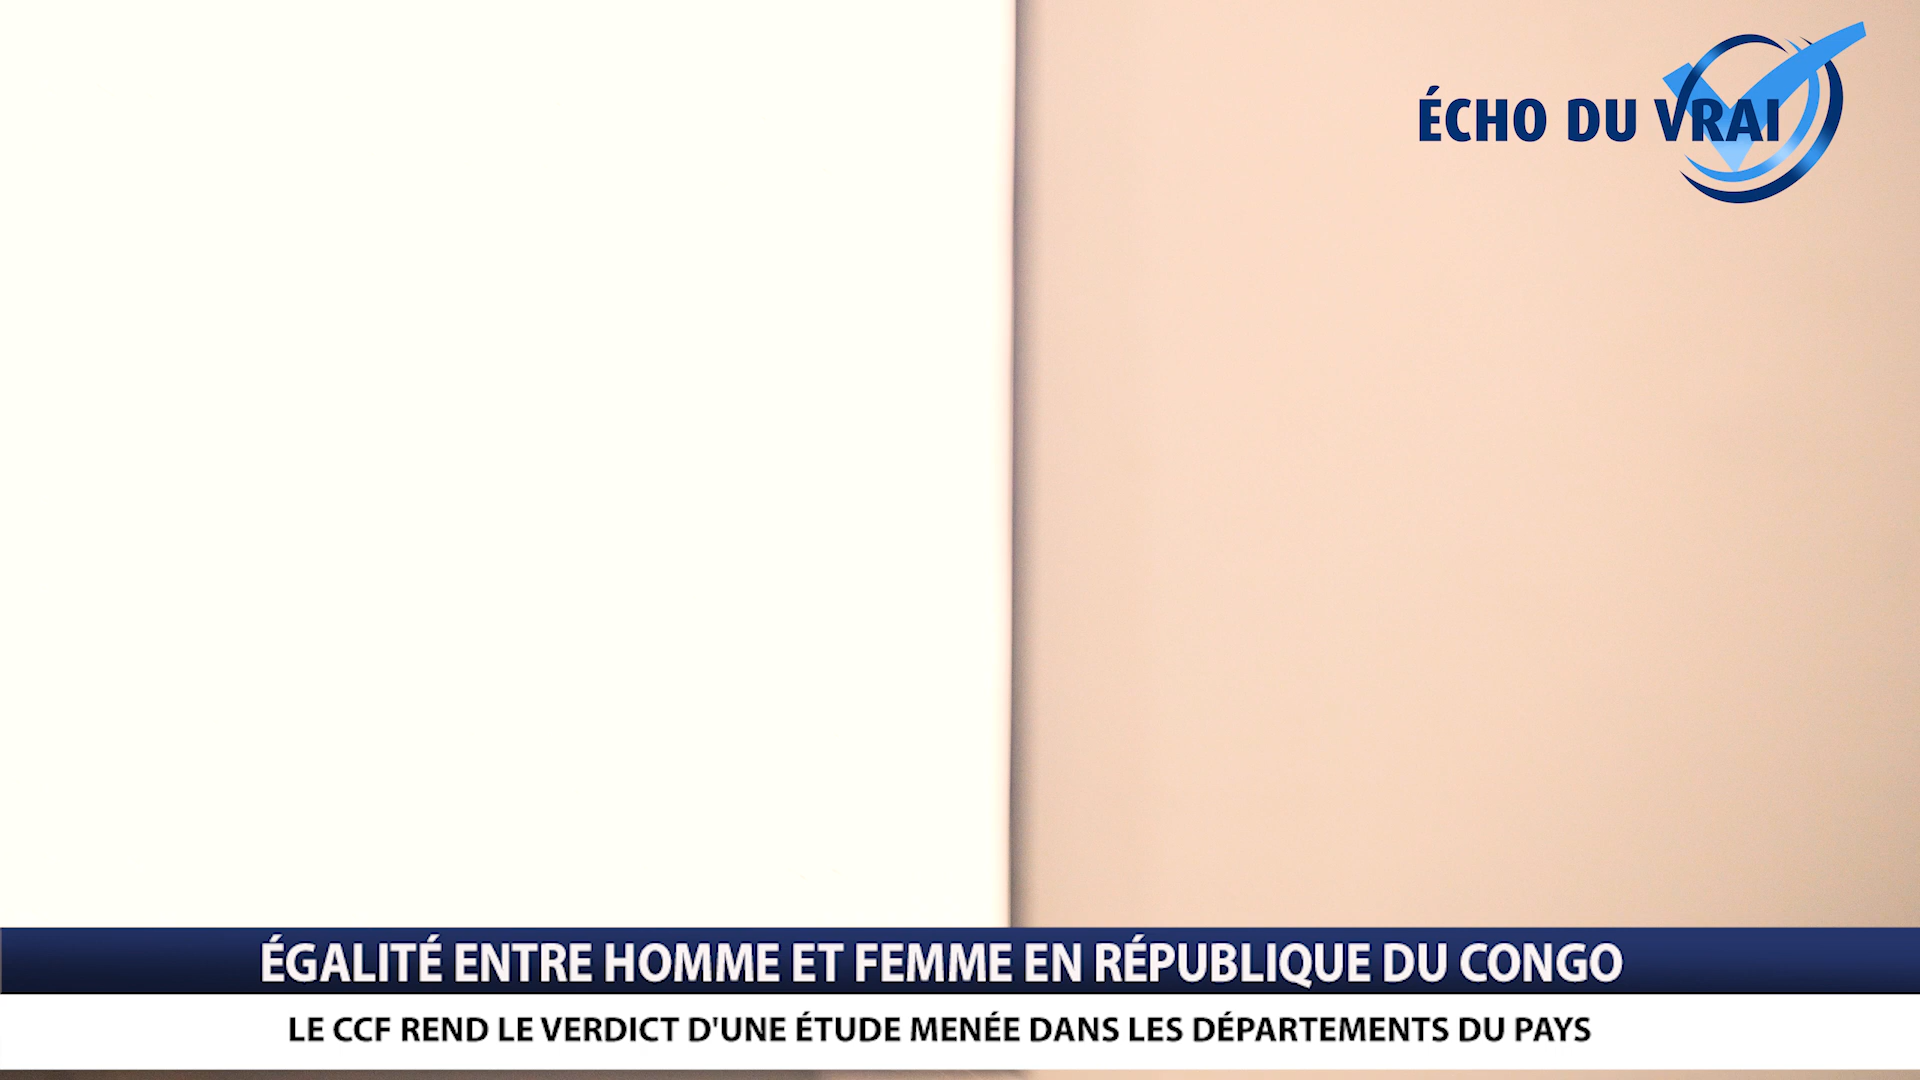 ÉCHO DU VRAI
ÉGALITÉ ENTRE HOMME ET FEMME EN RÉPUBLIQUE DU CONGO
LE CCF REND LE VERDICT D'UNE ÉTUDE MENÉE DANS LES DÉPARTEMENTS DU PAYS